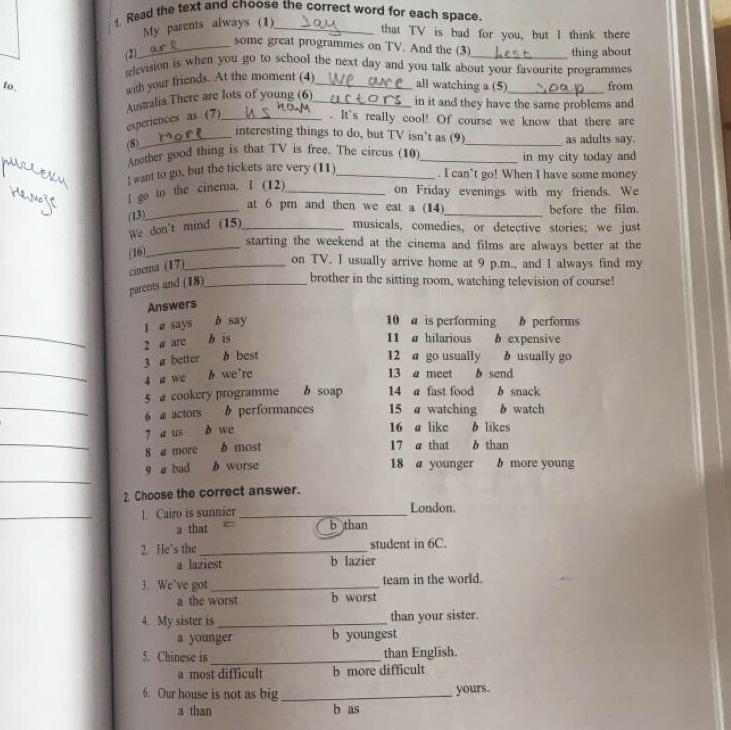 to.
1. Read the text and choose the correct word for each space.
My parents always (1) say that TV is bad for you, but I think there
(2) are some great programmes on TV. And the (3) best thing about
television is when you go to school the next day and you talk about your favourite programmes
with your friends. At the moment (4) we are all watching a (5) soap from
Australia. There are lots of young (6) actors in it and they have the same problems and
experiences as (7) us. It's really cool! Of course we know that there are
(8) more interesting things to do, but TV isn't as (9)____________ as adults say.
Another good thing is that TV is free. The circus (10)____________ in my city today and
I want to go, but the tickets are very (11)____________. I can't go! When I have some money
I go to the cinema. I (12)____________ on Friday evenings with my friends. We
(13)____________ at 6 pm and then we eat a (14)____________ before the film.
We don't mind (15)____________ musicals, comedies, or detective stories; we just
(16)____________ starting the weekend at the cinema and films are always better at the
cinema (17)____________ on TV. I usually arrive home at 9 p.m., and I always find my
parents and (18)____________ brother in the sitting room, watching television of course!
Answers
1 a says b say
2 a are b is
3 a better b best
4 a we b we're
5 a cookery programme b soap
6 a actors b performances
7 a us b we
8 a more b most
9 a bad b worse
10 a is performing b performs
11 a hilarious b expensive
12 a go usually b usually go
13 a meet b send
14 a fast food b snack
15 a watching b watch
16 a like b likes
17 a that b than
18 a younger b more young
2. Choose the correct answer.
1. Cairo is sunnier ____________ London.
a that b than
2. He's the ____________ student in 6C.
a laziest b lazier
3. We've got ____________ team in the world.
a the worst b worst
4. My sister is ____________ than your sister.
a younger b youngest
5. Chinese is ____________ than English.
a most difficult b more difficult
6. Our house is not as big ____________ yours.
a than b as